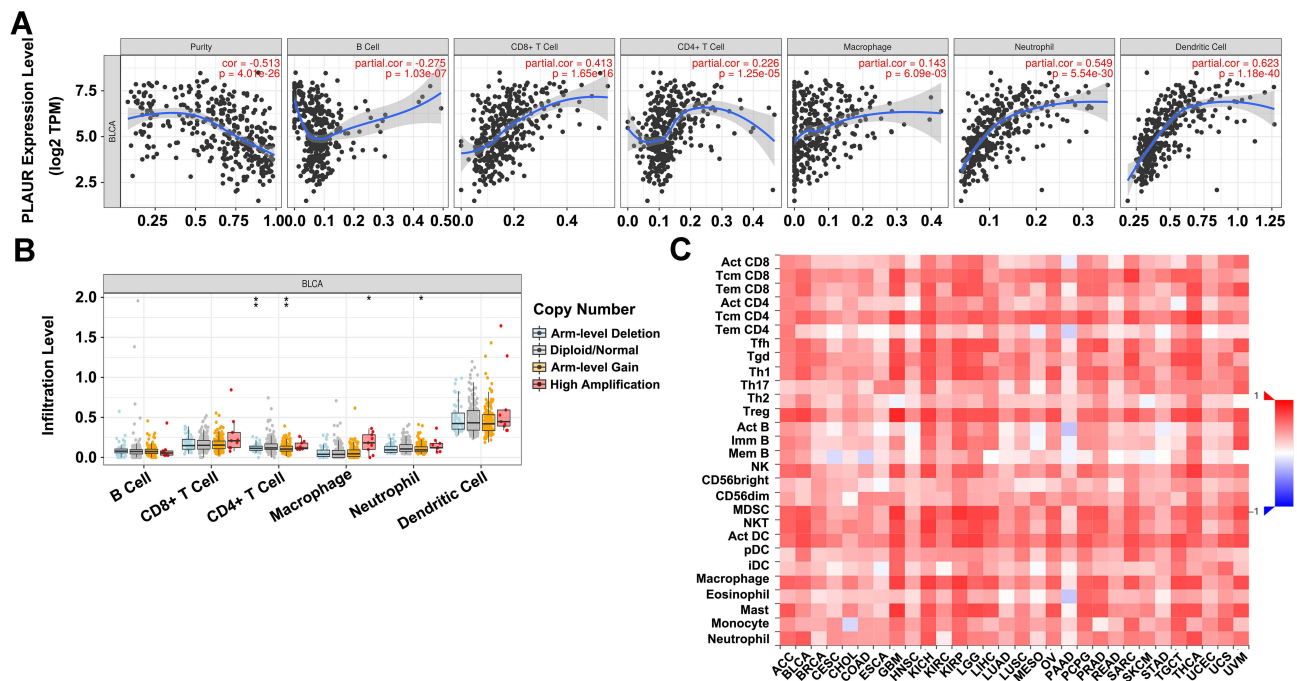 A
PLAUR Expression Level
(log2 TPM)
BLCA
Purity
B Cell
CD8+ T Cell
CD4+ T Cell
Macrophage
Neutrophil
Dendritic Cell
cor = -0.513
p = 4.01e-26
partial.cor = -0.275
p = 1.03e-07
partial.cor = 0.413
p = 1.65e-16
partial.cor = 0.226
p = 1.25e-05
partial.cor = 0.143
p = 6.09e-03
partial.cor = 0.549
p = 5.54e-30
partial.cor = 0.623
p = 1.18e-40
7.5
5.0
2.5
0.25 0.5 0.75 1.00
0.0 0.1 0.2 0.3 0.4 0.5
0.0 0.2 0.4
0.0 0.1 0.2 0.3 0.4
0.0 0.1 0.2 0.3 0.4
0.1 0.2 0.3
0.2 0.4 0.6 0.8 1.0 1.25
B
BLCA
Infiltration Level
2.0
1.5
1.0
0.5
0.0
** ** * *
B Cell
CD8+ T Cell
CD4+ T Cell
Macrophage
Neutrophil
Dendritic Cell
Copy Number
Arm-level Deletion
Diploid/Normal
Arm-level Gain
High Amplification
C
Act CD8
Tcm CD8
Tem CD8
Act CD4
Tcm CD4
Tem CD4
Tfh
Tgd
Th1
Th17
Th2
Treg
Act B
Imm B
Mem B
NK
CD56bright
CD56dim
MDSC
NKT
Act DC
pDC
iDC
Macrophage
Eosinophil
Mast
Monocyte
Neutrophil
ACC
BLCA
BRCA
CESC
CHOL
COAD
ESCA
GBM
HNSC
KICH
KIRC
KIRP
LGG
LIHC
LUAD
LUSC
MESO
OV
PAAD
PCPG
PRAD
READ
SARC
SKCM
STAD
TGCT
THCA
UCEC
UCS
UVM
1
-1